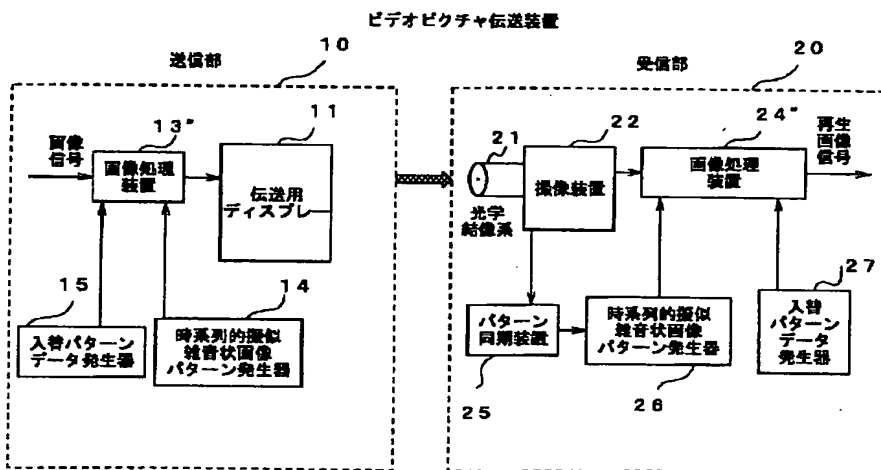 ビデオピクチャ伝送装置
送信部
10
画像
信号
13"
画像処理
装置
11
伝送用
ディスプレー
15
入替パターン
データ発生器
14
時系列的擬似
雑音状画像
パターン発生器
受信部
20
21
光学
結像系
22
撮像装置
24"
画像処理
装置
再生
画像
信号
パターン
同期装置
25
時系列的擬似
雑音状画像
パターン発生器
26
27
入替
パターン
データ
発生器